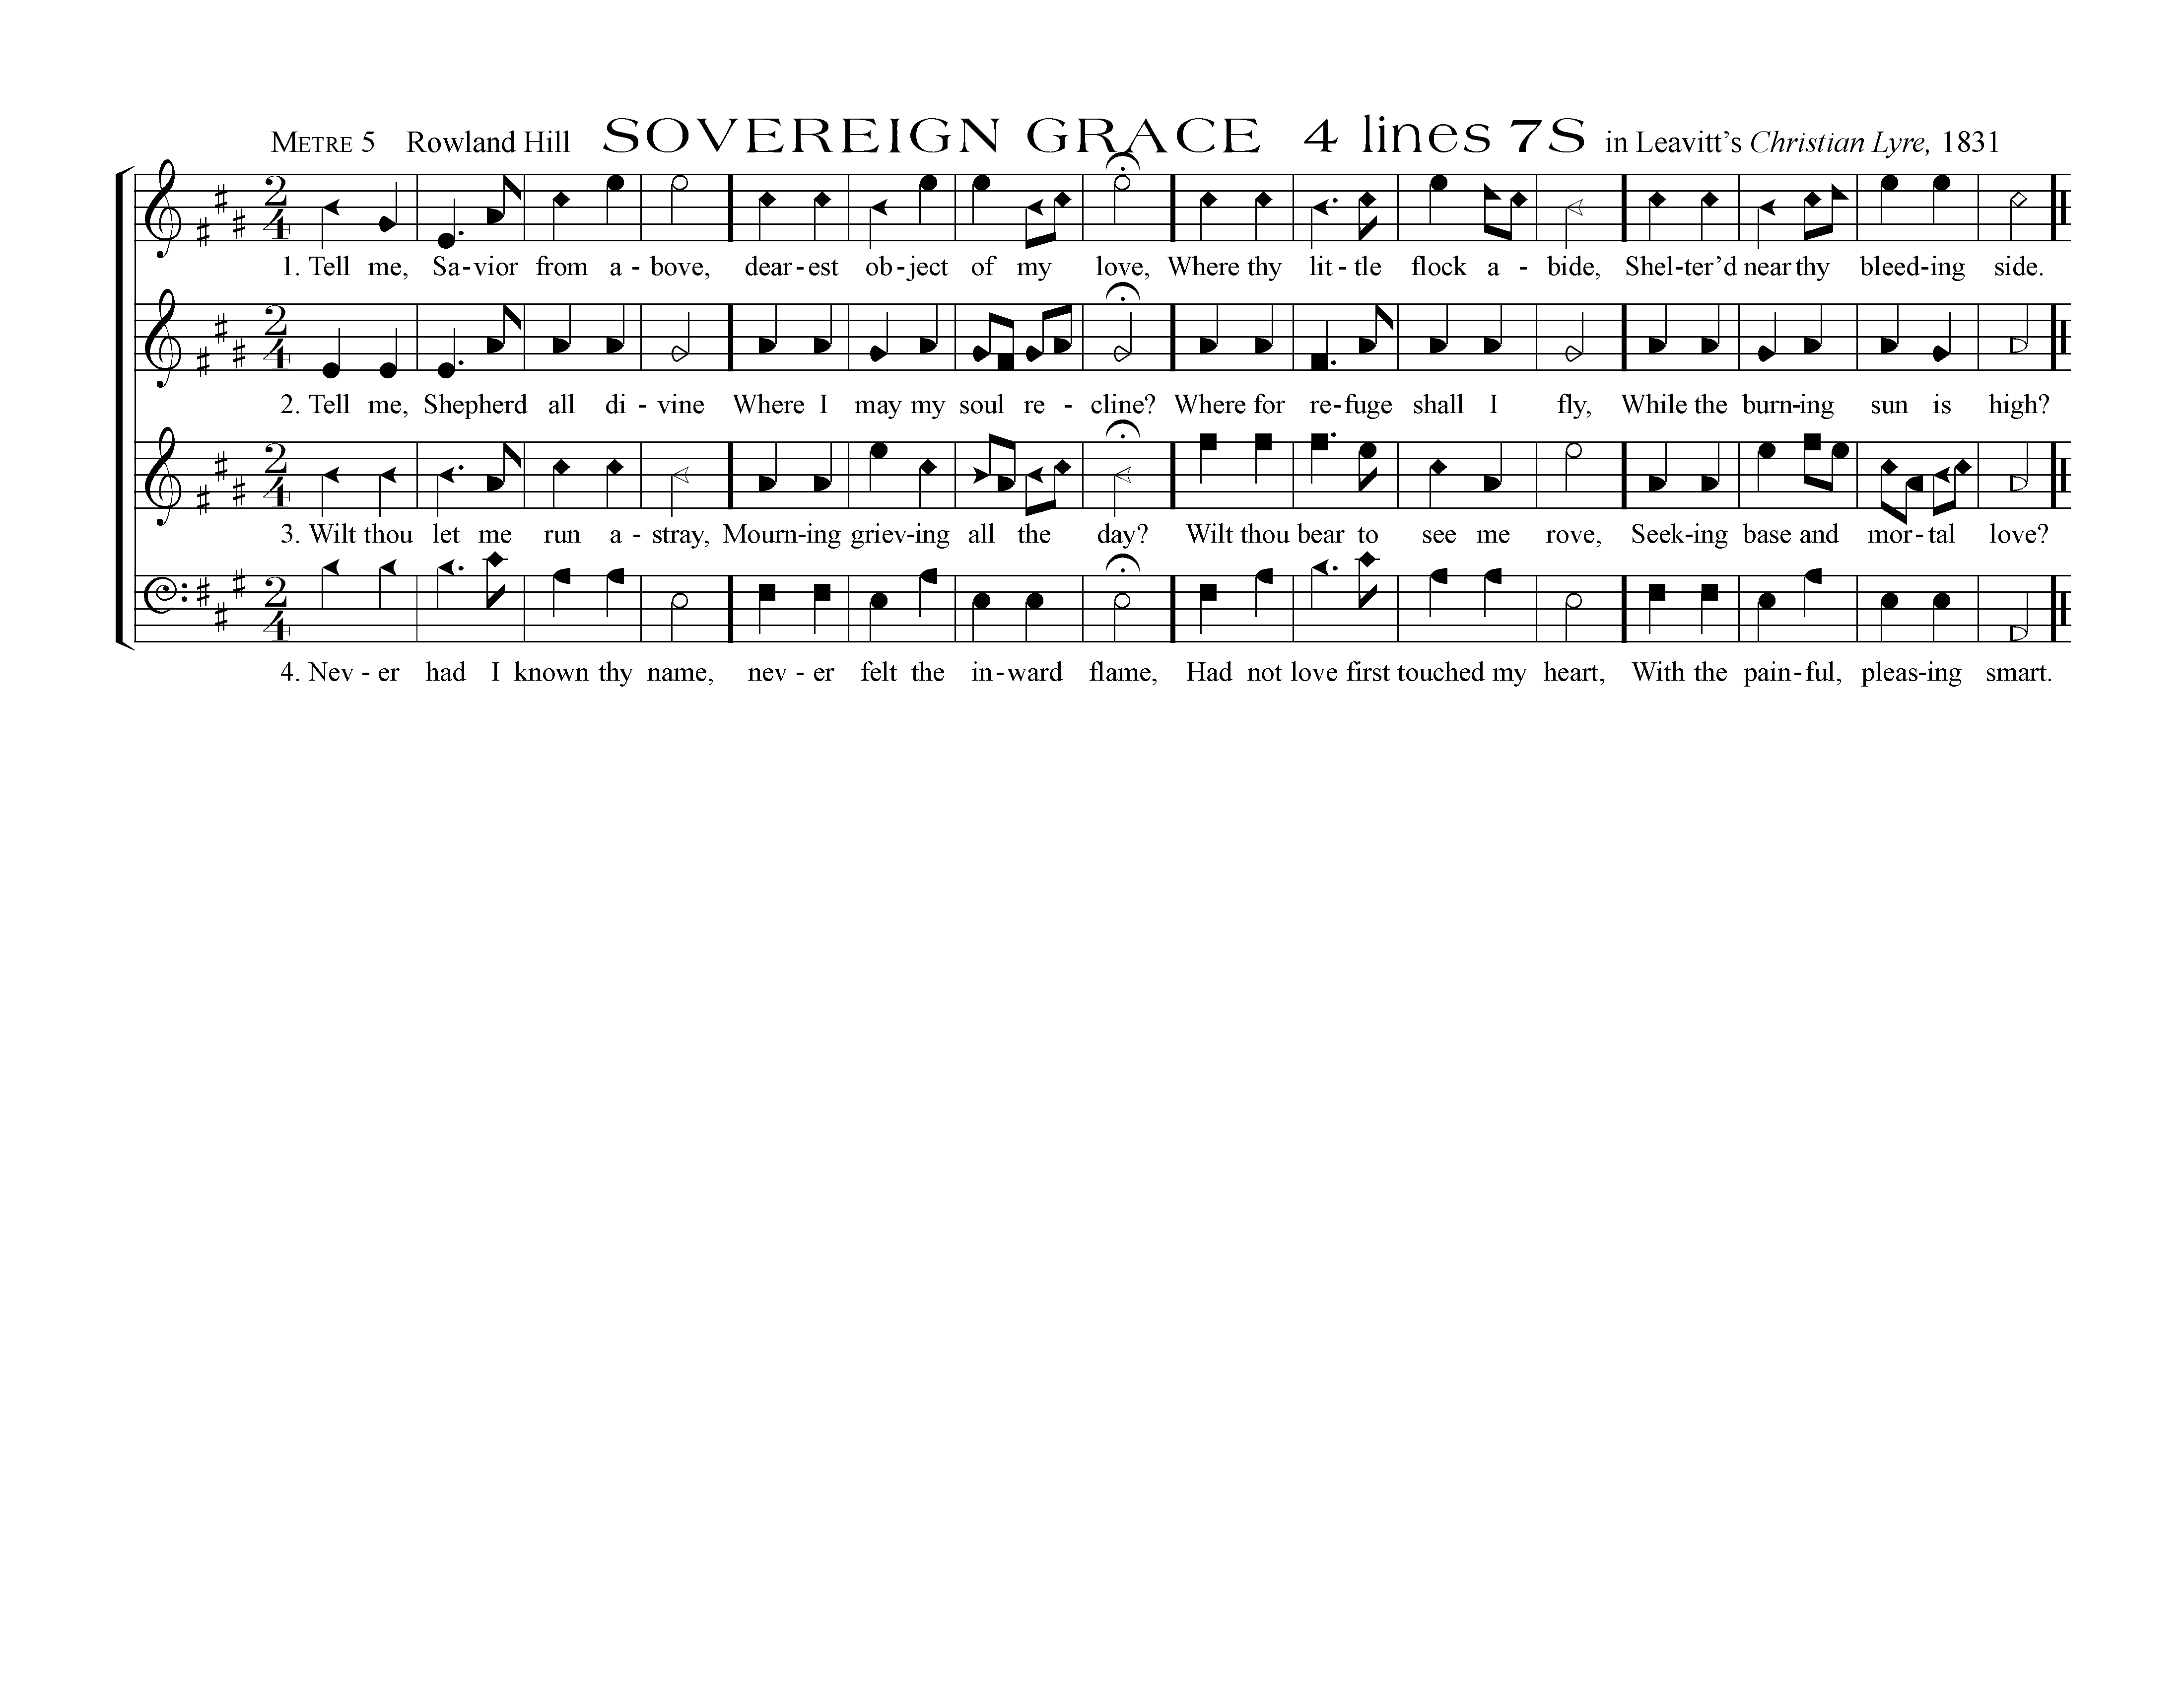 METRE 5 Rowland Hill SOVEREIGN GRACE 4 lines 7S in Leavitt's Christian Lyre, 1831
2 4
1. Tell me, Sa-vior from a - bove, dear-est ob-ject of my love, Where thy lit-tle flock a - bide, Shel-ter'd near thy bleed-ing side.
2 4
2. Tell me, Shepherd all di - vine Where I may my soul re - cline? Where for re-fuge shall I fly, While the burn-ing sun is high?
2 4
3. Wilt thou let me run a - stray, Mourn-ing griev-ing all the day? Wilt thou bear to see me rove, Seek-ing base and mor-tal love?
2 4
4. Nev - er had I known thy name, nev - er felt the in-ward flame, Had not love first touched my heart, With the pain-ful, pleas-ing smart.